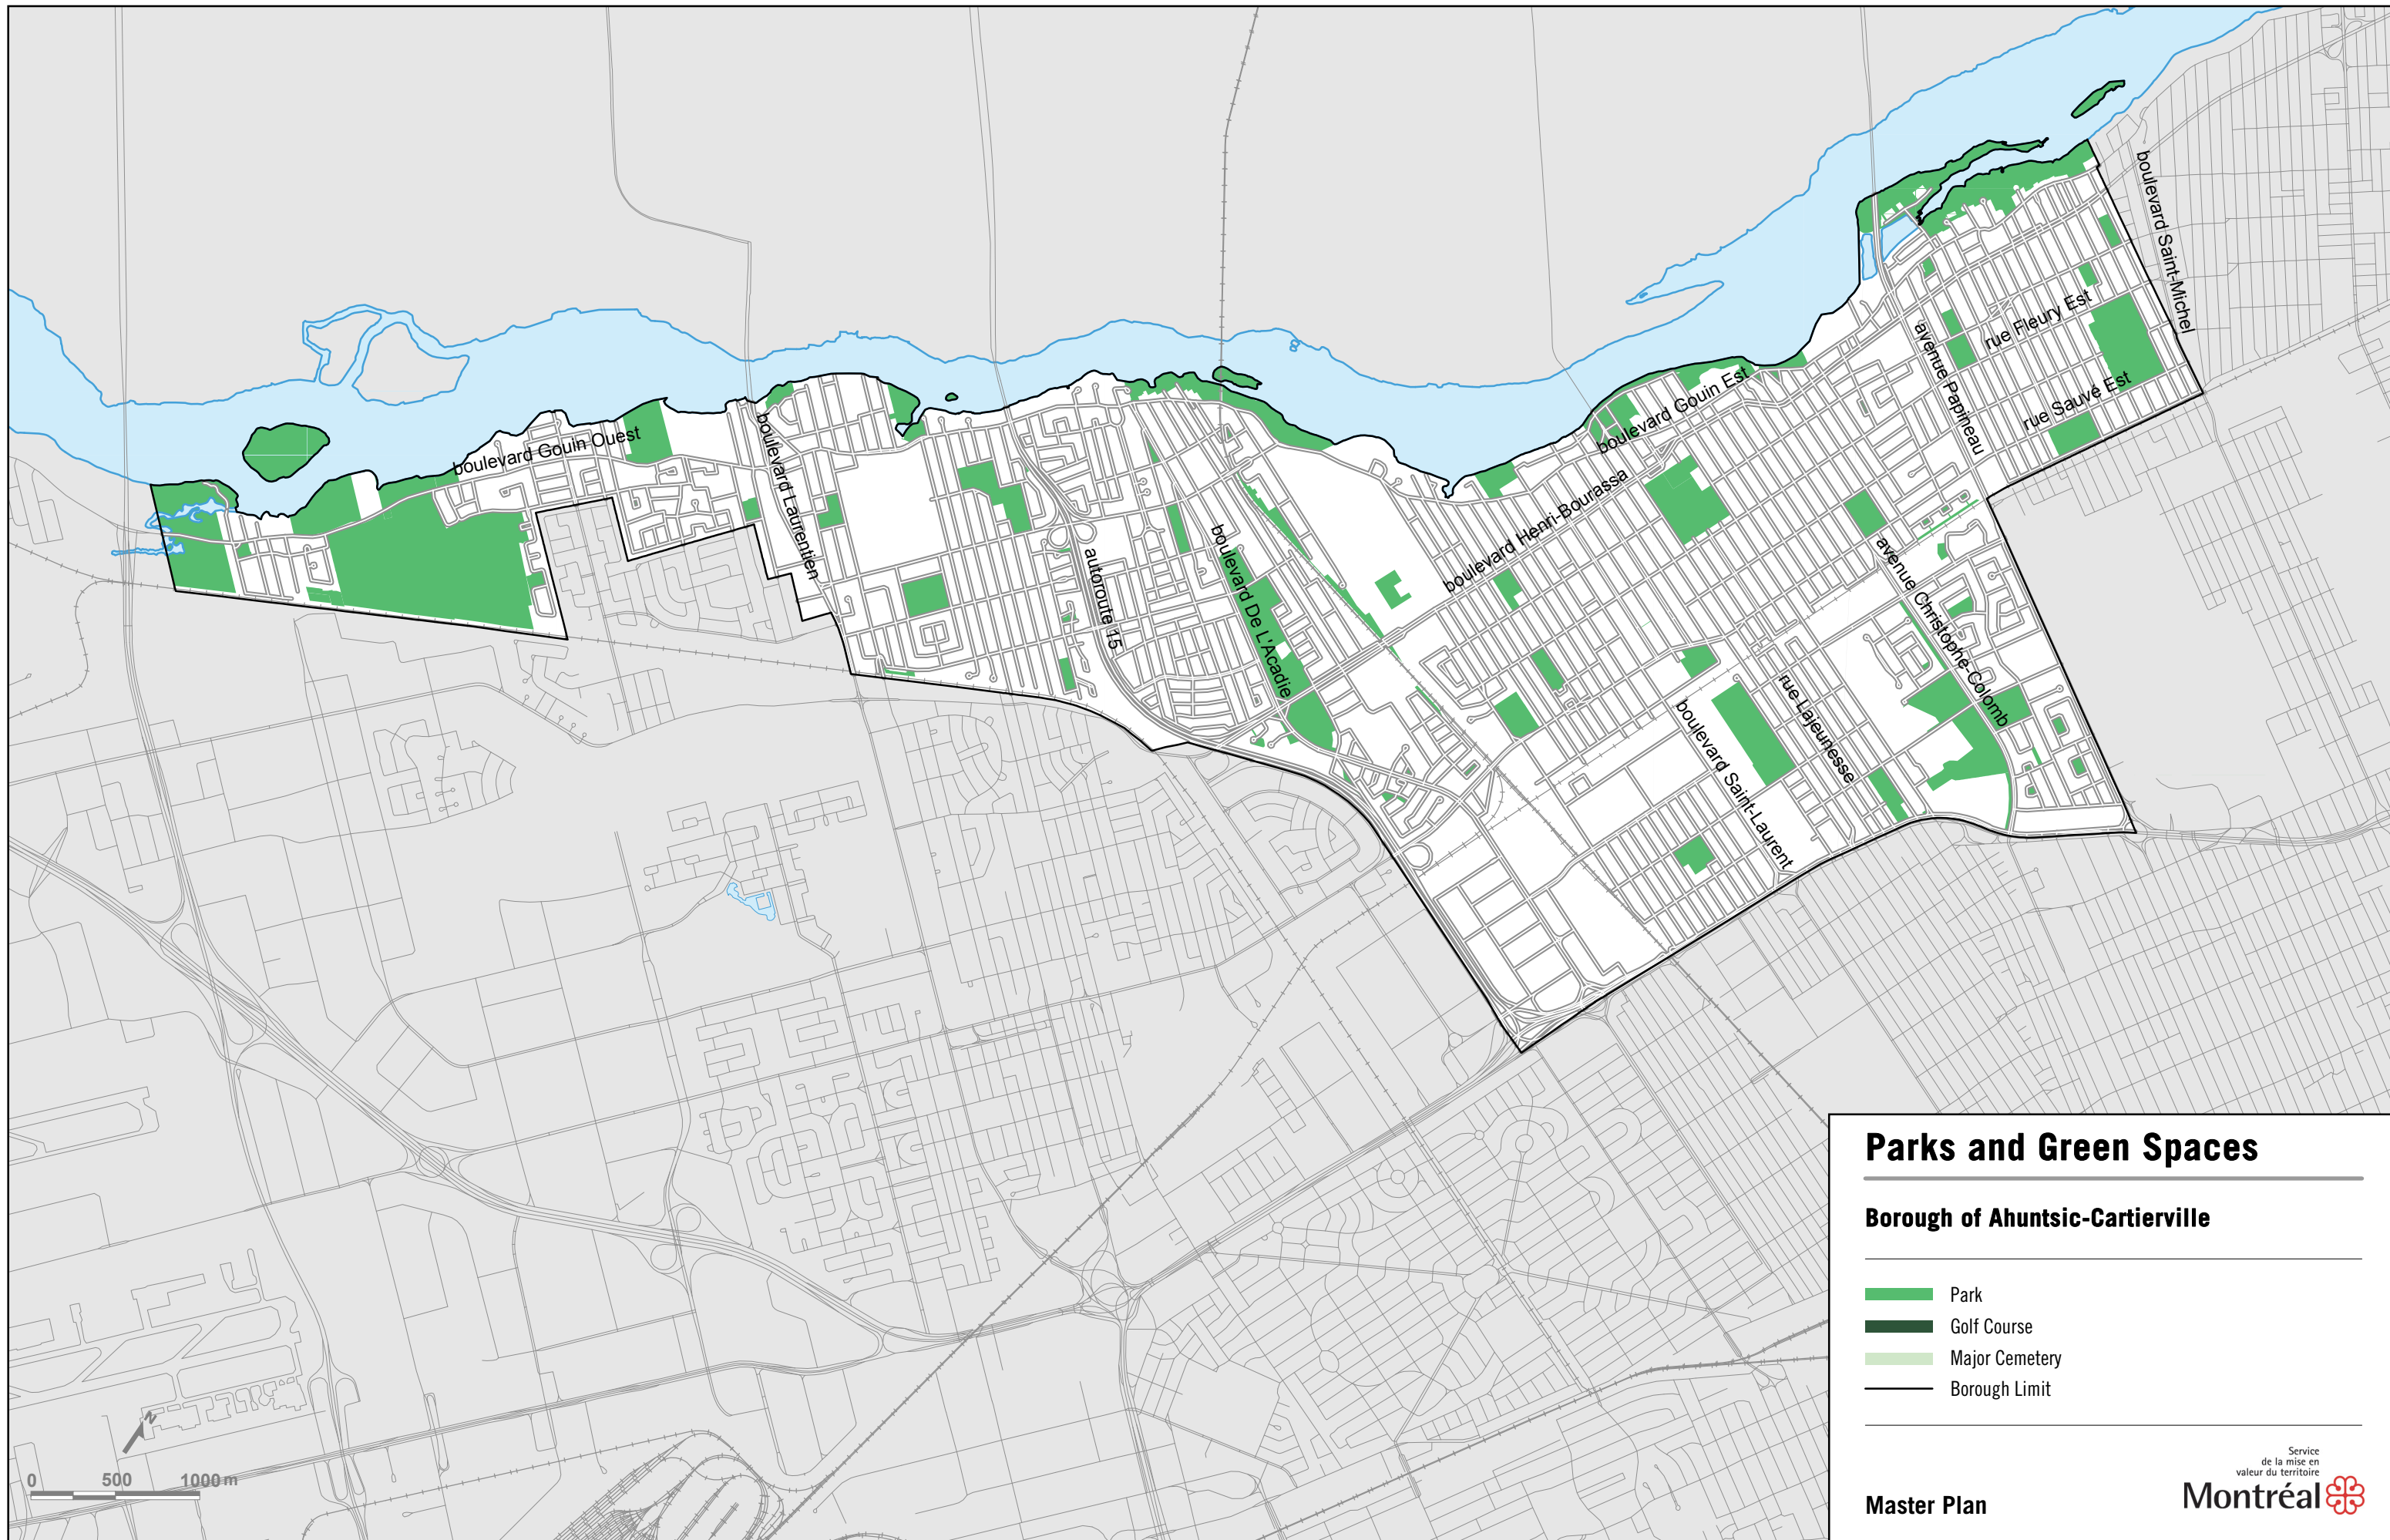 boulevard Saint-Michel
rue Fleury Est
avenue Papineau
rue Sauvé Est
boulevard Gouin Est
boulevard Gouin Ouest
boulevard Laurentien
boulevard Henri-Bourassa
autoroute 15
boulevard De L'Acadie
avenue Christophe-Colomb
rue Lajeunesse
boulevard Saint-Laurent
Parks and Green Spaces
Borough of Ahuntsic-Cartierville
Park
Golf Course
Major Cemetery
Borough Limit
N
0 500 1000 m
Service
de la mise en
valeur du territoire
Montréal
Master Plan